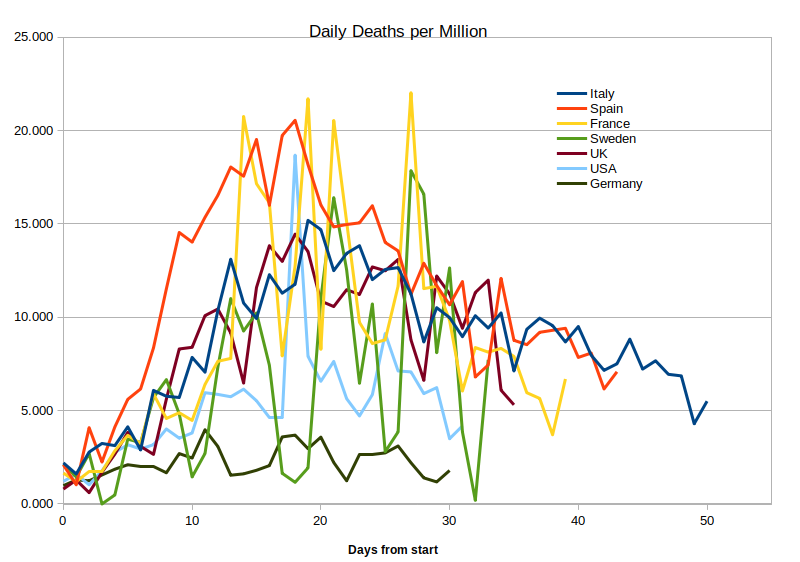 Daily Deaths per Million
25.000
20.000
15.000
10.000
5.000
0.000
Italy
Spain
France
Sweden
UK
USA
Germany
0 10 20 30 40 50
Days from start